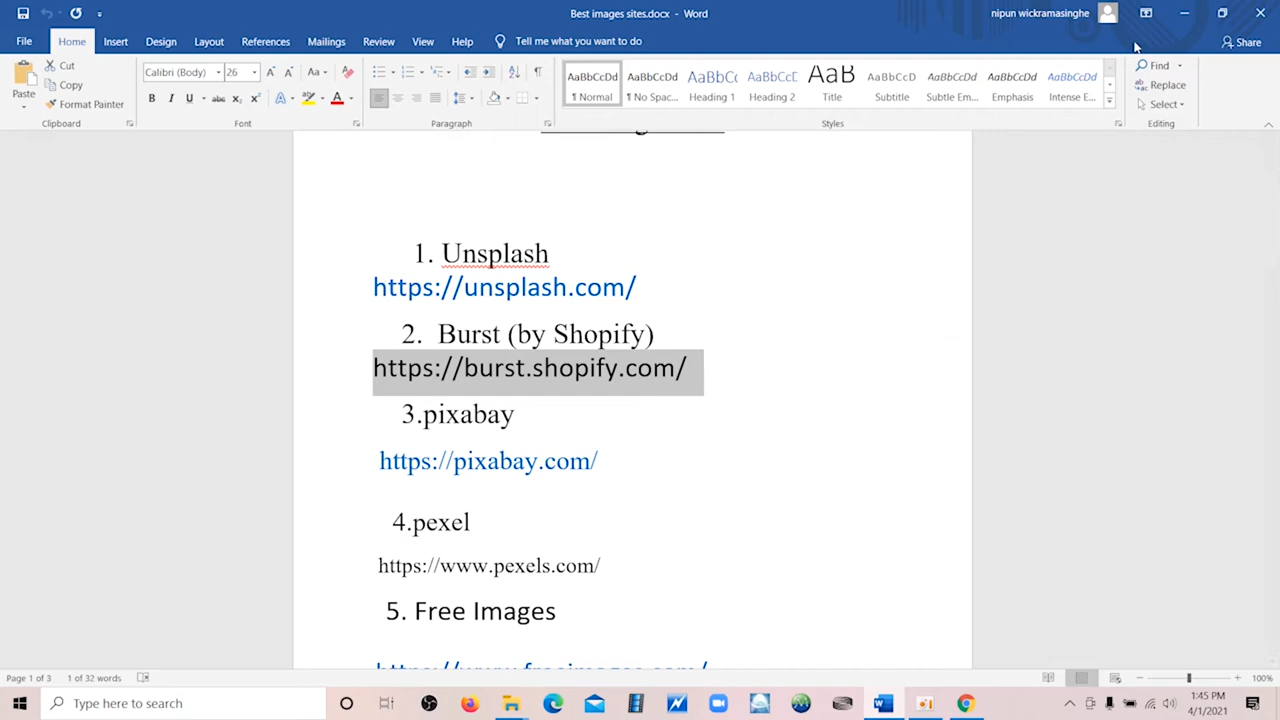 Best images sites.docx - Word
nipun wickramasinghe
File Home Insert Design Layout References Mailings Review View Help Tell me what you want to do Share
Paste
Cut
Copy
Format Painter
Clipboard
Calibri (Body) 26
Font
Paragraph
AaBbCcDd AaBbCcDd AaBbCc AaBbCcD AaB AaBbCcD AaBbCcDd AaBbCcDd AaBbCcDd
¶ Normal ¶ No Spac... Heading 1 Heading 2 Title Subtitle Subtle Em... Emphasis Intense E...
Styles
Find
Replace
Select
Editing
1. Unsplash
https://unsplash.com/
2. Burst (by Shopify)
https://burst.shopify.com/
3.pixabay
https://pixabay.com/
4.pexel
https://www.pexels.com/
5. Free Images
https://www.freeimages.com/
Page 1 of 3 1 of 32 words 100%
Type here to search
1:45 PM
4/1/2021